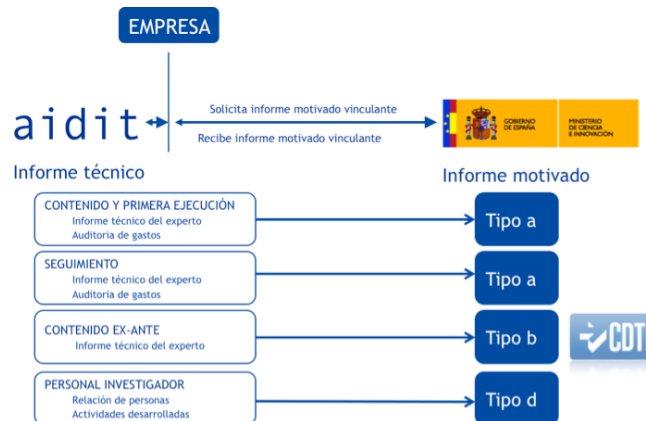 EMPRESA
aidit
Solicita informe motivado vinculante
Recibe informe motivado vinculante
GOBIERNO
DE ESPAÑA
MINISTERIO
DE CIENCIA
E INNOVACIÓN
Informe técnico
Informe motivado
CONTENIDO Y PRIMERA EJECUCIÓN
Informe técnico del experto
Auditoria de gastos
Tipo a
SEGUIMIENTO
Informe técnico del experto
Auditoria de gastos
Tipo a
CONTENIDO EX-ANTE
Informe técnico del experto
Tipo b
CDT
PERSONAL INVESTIGADOR
Relación de personas
Actividades desarrolladas
Tipo d